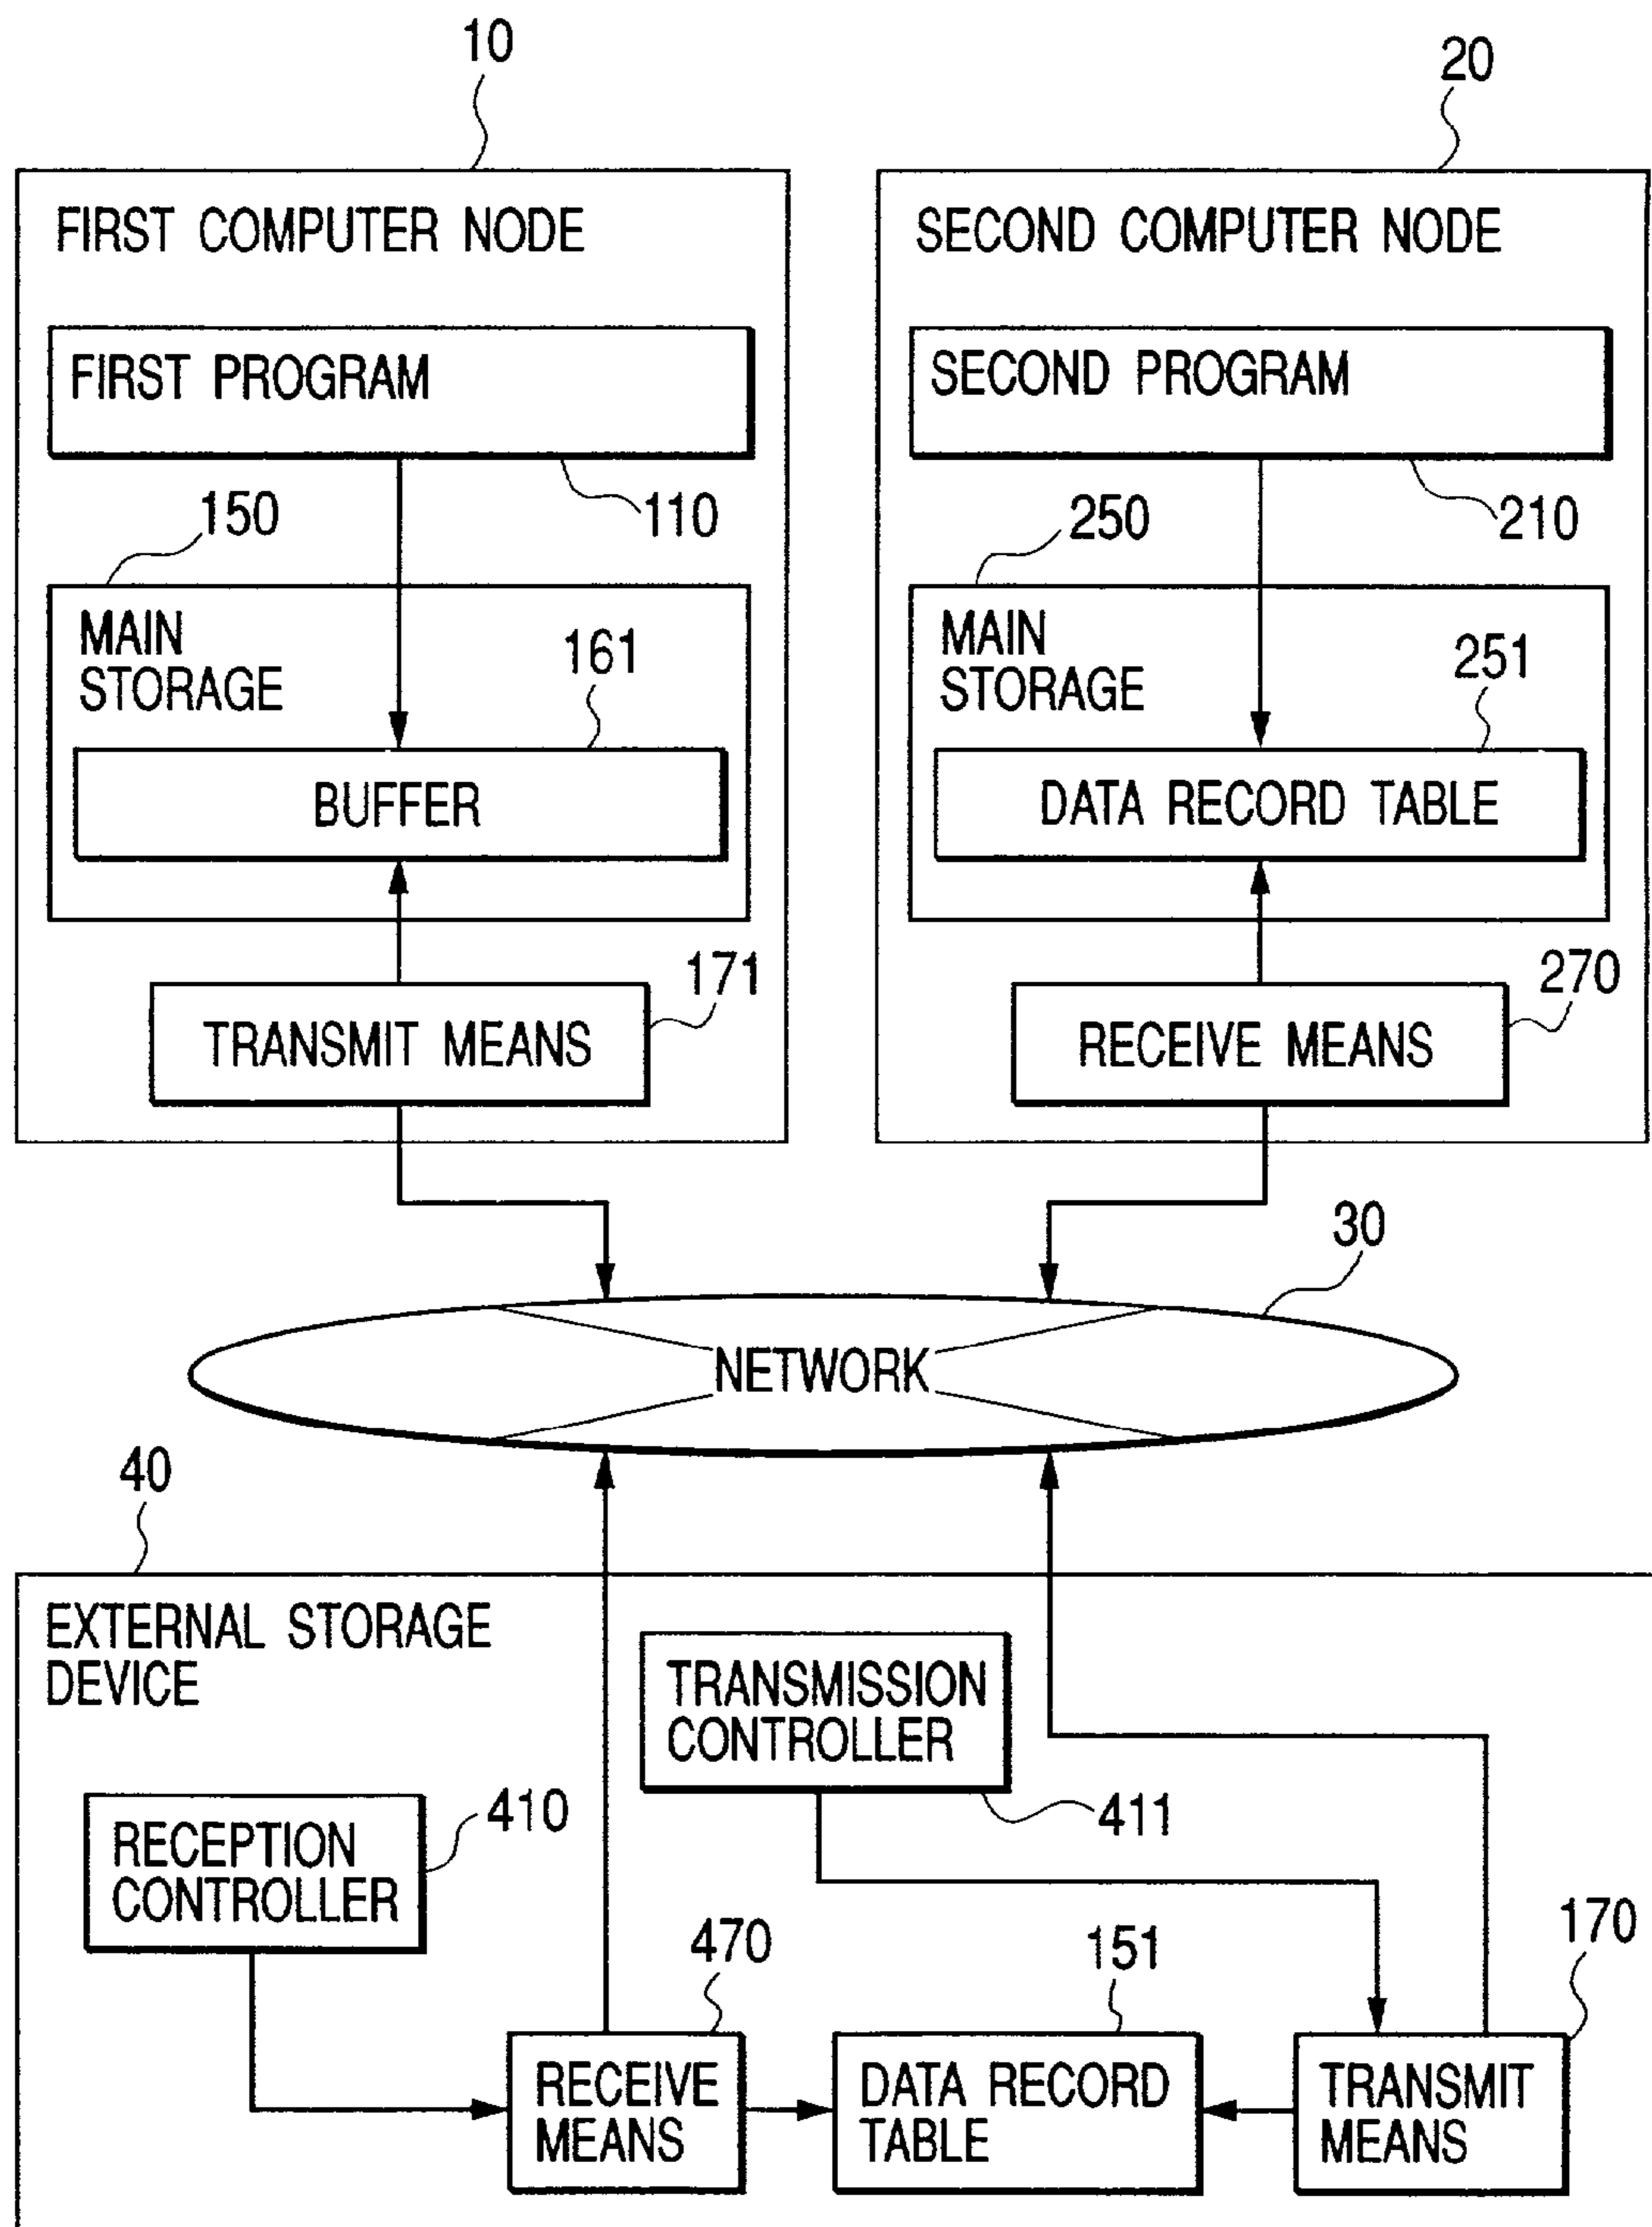 10
20
FIRST COMPUTER NODE
SECOND COMPUTER NODE
FIRST PROGRAM
SECOND PROGRAM
150
110
250
210
MAIN
STORAGE
161
MAIN
STORAGE
251
BUFFER
DATA RECORD TABLE
171
270
TRANSMIT MEANS
RECEIVE MEANS
30
NETWORK
40
EXTERNAL STORAGE
DEVICE
TRANSMISSION
CONTROLLER
411
410
RECEPTION
CONTROLLER
470
151
170
RECEIVE
MEANS
DATA RECORD
TABLE
TRANSMIT
MEANS